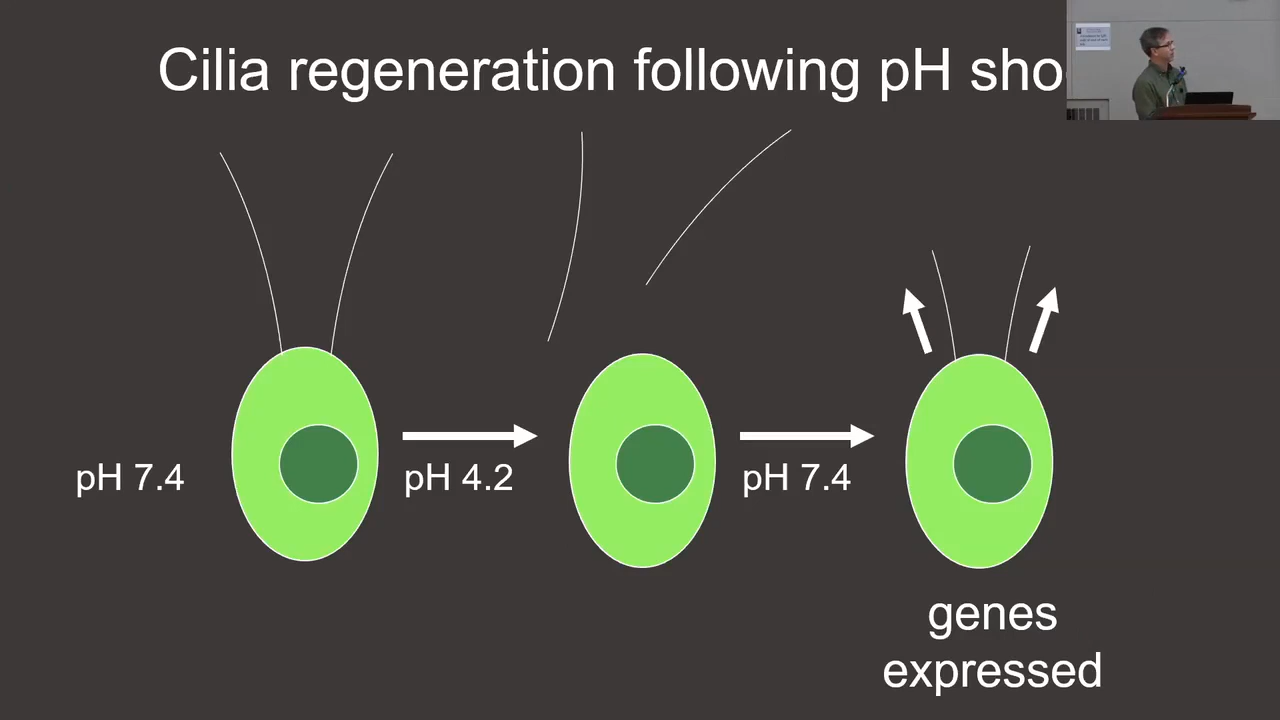 Cilia regeneration following pH sho
pH 7.4
pH 4.2
pH 7.4
genes
expressed